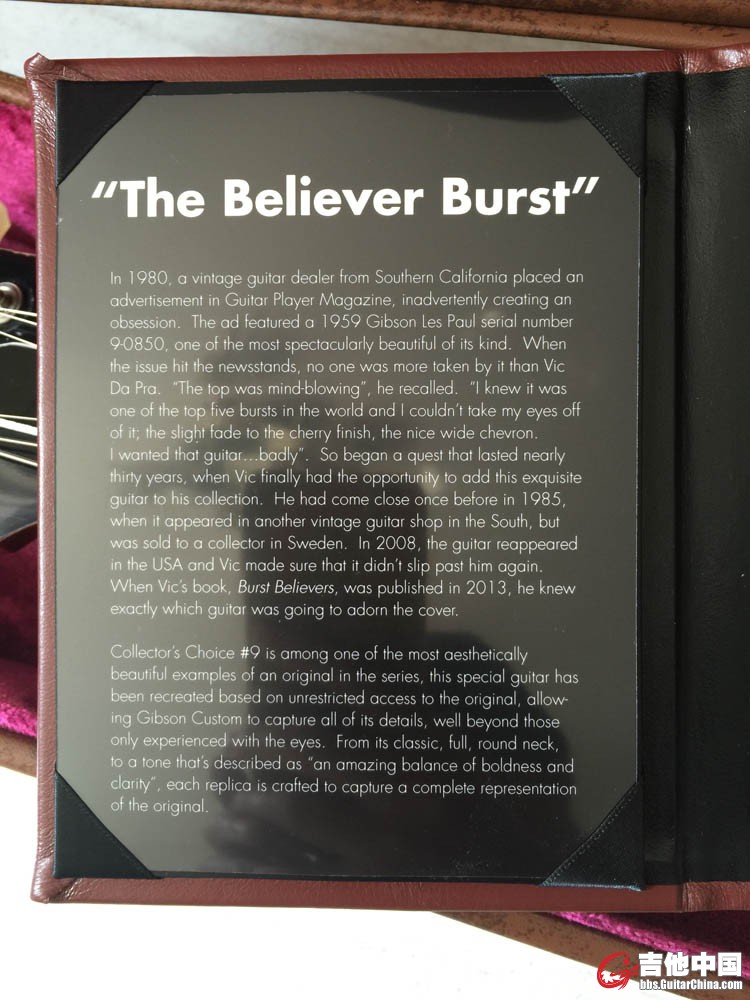 “The Believer Burst”
In 1980, a vintage guitar dealer from Southern California placed an
advertisement in Guitar Player Magazine, inadvertently creating an
obsession. The ad featured a 1959 Gibson Les Paul serial number
9-0850, one of the most spectacularly beautiful of its kind. When
the issue hit the newsstands, no one was more taken by it than Vic
Da Pra. “The top was mind-blowing”, he recalled. “I knew it was
one of the top five bursts in the world and I couldn’t take my eyes off
of it; the slight fade to the cherry finish, the nice wide chevron.
I wanted that guitar...badly”. So began a quest that lasted nearly
thirty years, when Vic finally had the opportunity to add this exquisite
guitar to his collection. He had come close once before in 1985,
when it appeared in another vintage guitar shop in the South, but
was sold to a collector in Sweden. In 2008, the guitar reappeared
in the USA and Vic made sure that it didn’t slip past him again.
When Vic’s book, Burst Believers, was published in 2013, he knew
exactly which guitar was going to adorn the cover.
Collector’s Choice #9 is among one of the most aesthetically
beautiful examples of an original in the series, this special guitar has
been recreated based on unrestricted access to the original, allow-
ing Gibson Custom to capture all of its details, well beyond those
only experienced with the eyes. From its classic, full, round neck,
to a tone that’s described as “an amazing balance of boldness and
clarity”, each replica is crafted to capture a complete representation
of the original.
吉他中国
bbs.GuitarChina.com